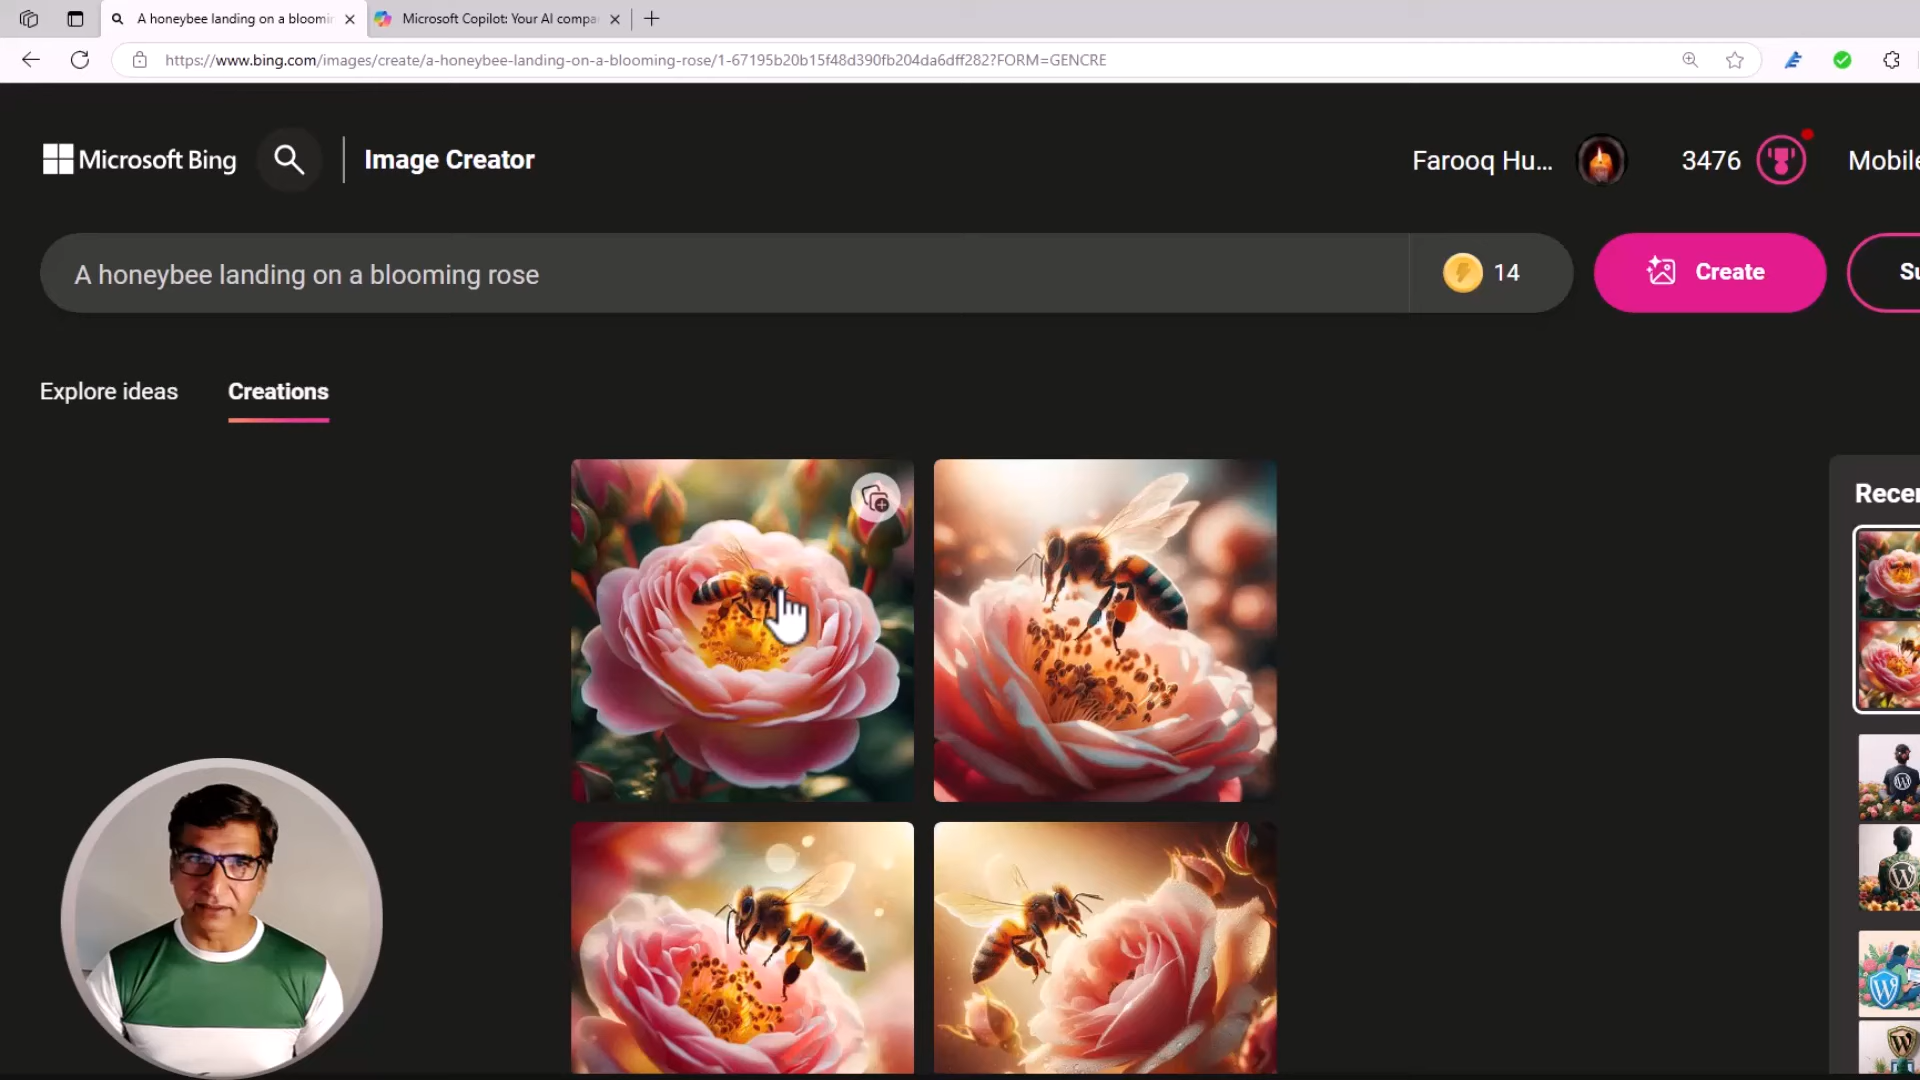 A honeybee landing on a bloomin
Microsoft Copilot: Your AI compa
https://www.bing.com/images/create/a-honeybee-landing-on-a-blooming-rose/1-67195b20b15f48d390fb204da6dff282?FORM=GENCRE
Microsoft Bing
Image Creator
Farooq Hu...
3476
Mobile
A honeybee landing on a blooming rose
14
Create
Su
Explore ideas
Creations
Recen